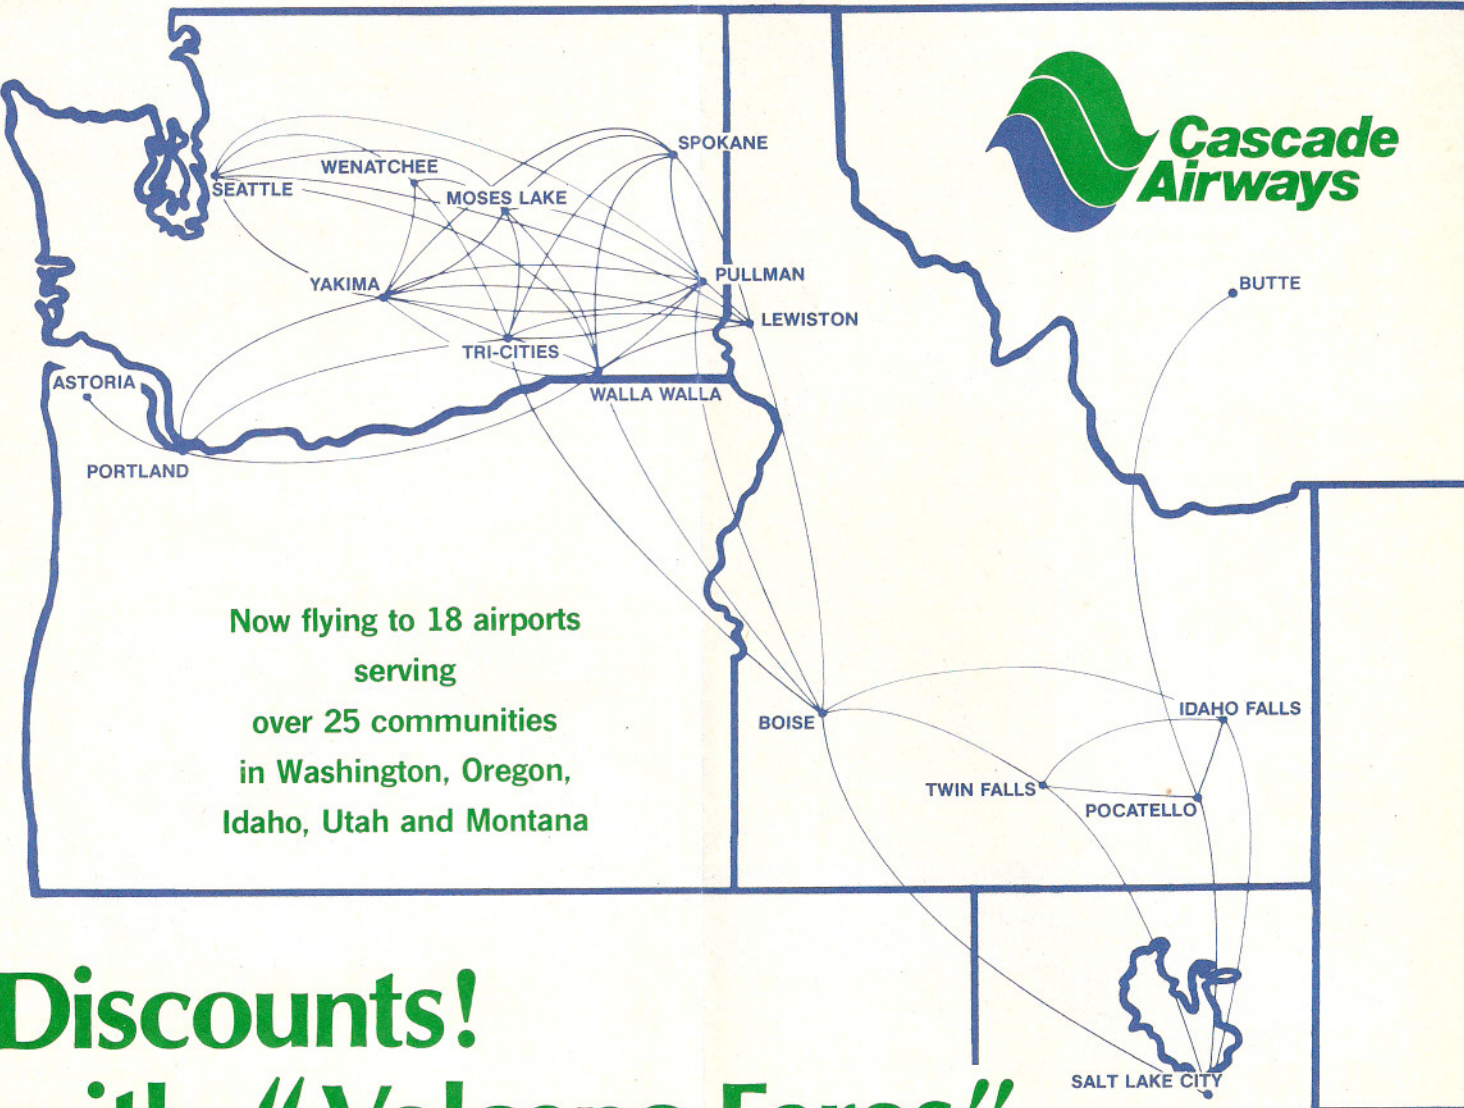 Cascade
Airways
SPOKANE
WENATCHEE
SEATTLE
MOSES LAKE
YAKIMA
PULLMAN
BUTTE
LEWISTON
TRI-CITIES
ASTORIA
WALLA WALLA
PORTLAND
Now flying to 18 airports
serving
over 25 communities
in Washington, Oregon,
Idaho, Utah and Montana
BOISE
IDAHO FALLS
TWIN FALLS
POCATELLO
Discounts!
SALT LAKE CITY
"Volcano Fares"